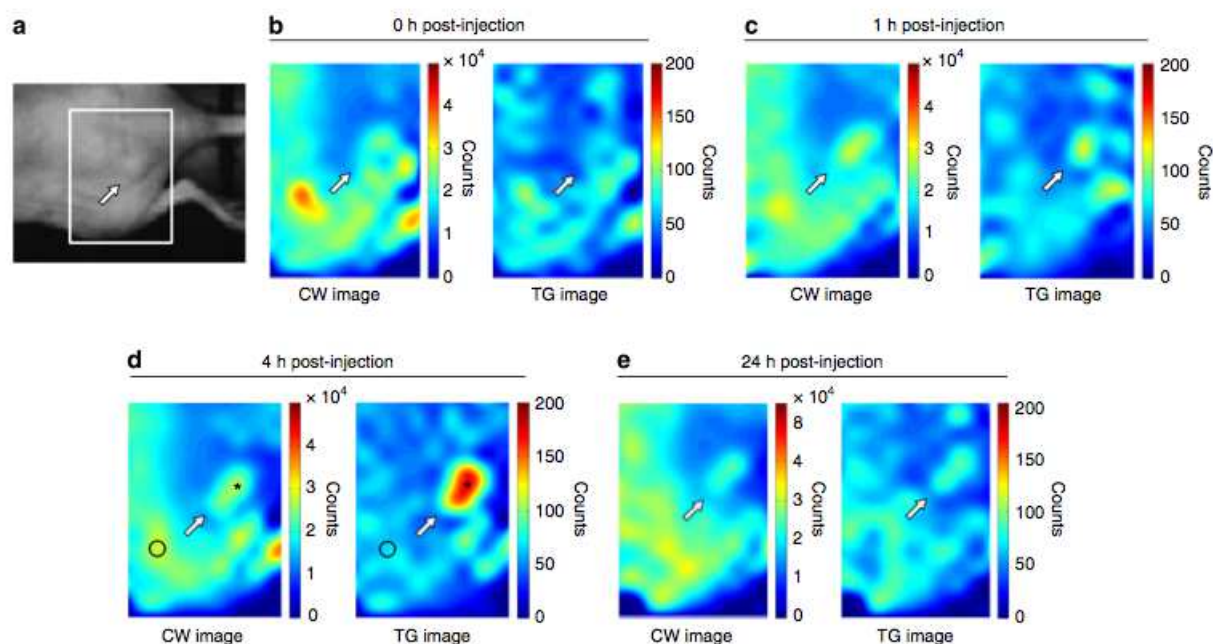 a
b
0 h post-injection
× 10⁴
4
3
2
1
0
Counts
CW image
200
150
100
50
0
Counts
TG image
c
1 h post-injection
× 10⁴
4
3
2
1
0
Counts
CW image
200
150
100
50
0
Counts
TG image
d
4 h post-injection
× 10⁴
4
3
2
1
0
Counts
*
CW image
200
150
100
50
0
Counts
*
TG image
e
24 h post-injection
× 10⁴
8
6
3
2
1
0
Counts
CW image
200
150
100
50
0
Counts
TG image